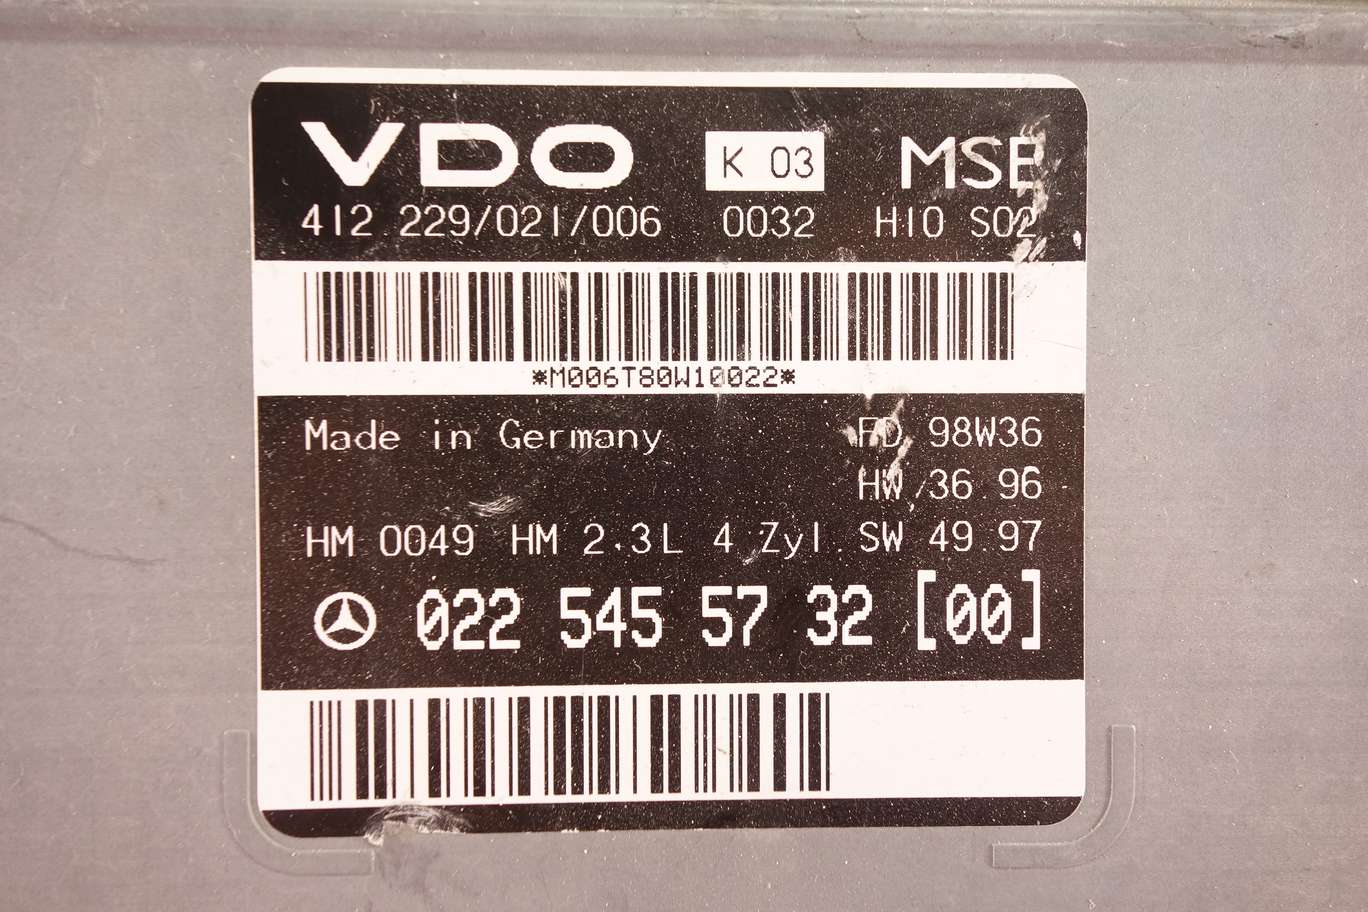 VDO K 03 MSE
412.229/021/006 0032 H10 S02
*M006T80W10022*
Made in Germany FD 98W36
HW 36.96
HM 0049 HM 2.3L 4 Zyl. SW 49.97
022 545 57 32 [00]